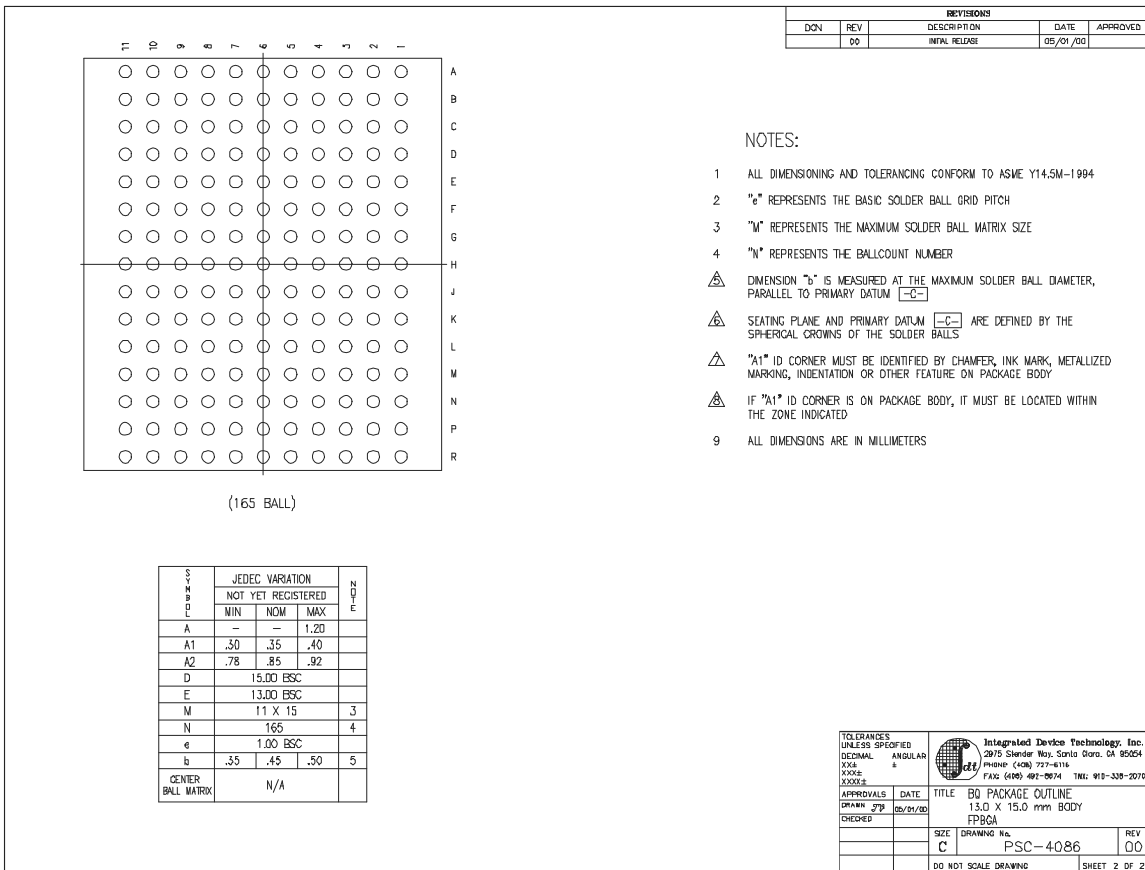 REVISIONS
DCN REV DESCRIPTION DATE APPROVED
00 INITIAL RELEASE 05/01/00
11 10 9 8 7 6 5 4 3 2 1
A
B
C
D
E
F
G
H
J
K
L
M
N
P
R
(165 BALL)
NOTES:
1 ALL DIMENSIONING AND TOLERANCING CONFORM TO ASME Y14.5M-1994
2 "e" REPRESENTS THE BASIC SOLDER BALL GRID PITCH
3 "M" REPRESENTS THE MAXIMUM SOLDER BALL MATRIX SIZE
4 "N" REPRESENTS THE BALLCOUNT NUMBER
5 DIMENSION "b" IS MEASURED AT THE MAXIMUM SOLDER BALL DIAMETER,
PARALLEL TO PRIMARY DATUM -C-
6 SEATING PLANE AND PRIMARY DATUM -C- ARE DEFINED BY THE
SPHERICAL CROWNS OF THE SOLDER BALLS
7 "A1" ID CORNER MUST BE IDENTIFIED BY CHAMFER, INK MARK, METALLIZED
MARKING, INDENTATION OR OTHER FEATURE ON PACKAGE BODY
8 IF "A1" ID CORNER IS ON PACKAGE BODY, IT MUST BE LOCATED WITHIN
THE ZONE INDICATED
9 ALL DIMENSIONS ARE IN MILLIMETERS
SYMBOL JEDEC VARIATION NOTE
NOT YET REGISTERED
MIN NOM MAX
A – – 1.20
A1 .30 .35 .40
A2 .78 .85 .92
D 15.00 BSC
E 13.00 BSC
M 11 X 15 3
N 165 4
e 1.00 BSC
b .35 .45 .50 5
CENTER
BALL MATRIX N/A
TOLERANCES
UNLESS SPECIFIED
DECIMAL ANGULAR
XX± ±
XXX±
XXXX±
idt
Integrated Device Technology, Inc.
2975 Stender Way, Santa Clara, CA 95054
PHONE: (408) 727-6116
FAX: (408) 492-8674 TWX: 910-338-2070
APPROVALS DATE
DRAWN 05/01/00
CHECKED
TITLE BQ PACKAGE OUTLINE
13.0 X 15.0 mm BODY
FPBGA
SIZE DRAWING No. REV
C PSC-4086 00
DO NOT SCALE DRAWING SHEET 2 OF 2